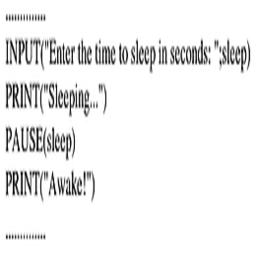 .............
INPUT("Enter the time to sleep in seconds: ";sleep)
PRINT("Sleeping...")
PAUSE(sleep)
PRINT("Awake!")
.............